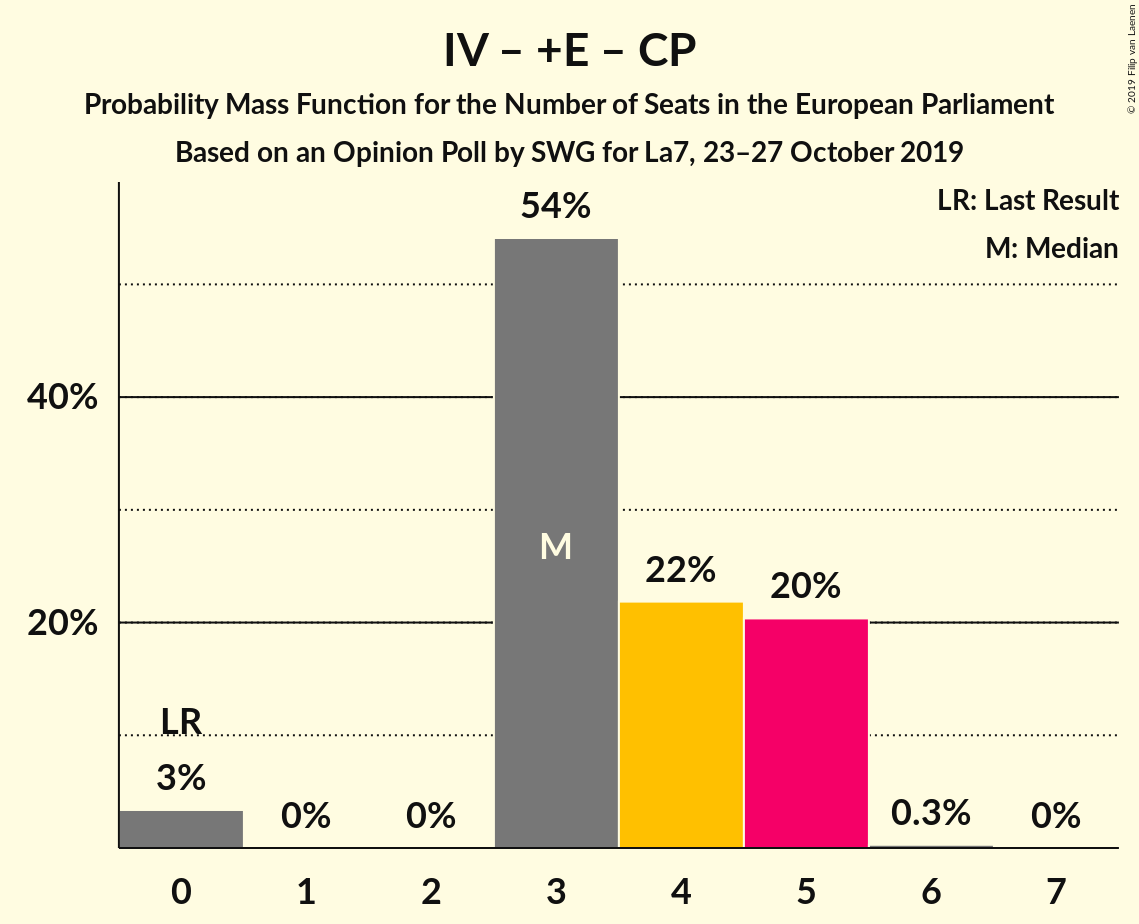 IV – +E – CP
Probability Mass Function for the Number of Seats in the European Parliament
Based on an Opinion Poll by SWG for La7, 23–27 October 2019
© 2019 Filip van Laenen
LR: Last Result
M: Median
54%
40%
M
22%
20%
20%
LR
3%
0%
0%
0.3%
0%
0 1 2 3 4 5 6 7